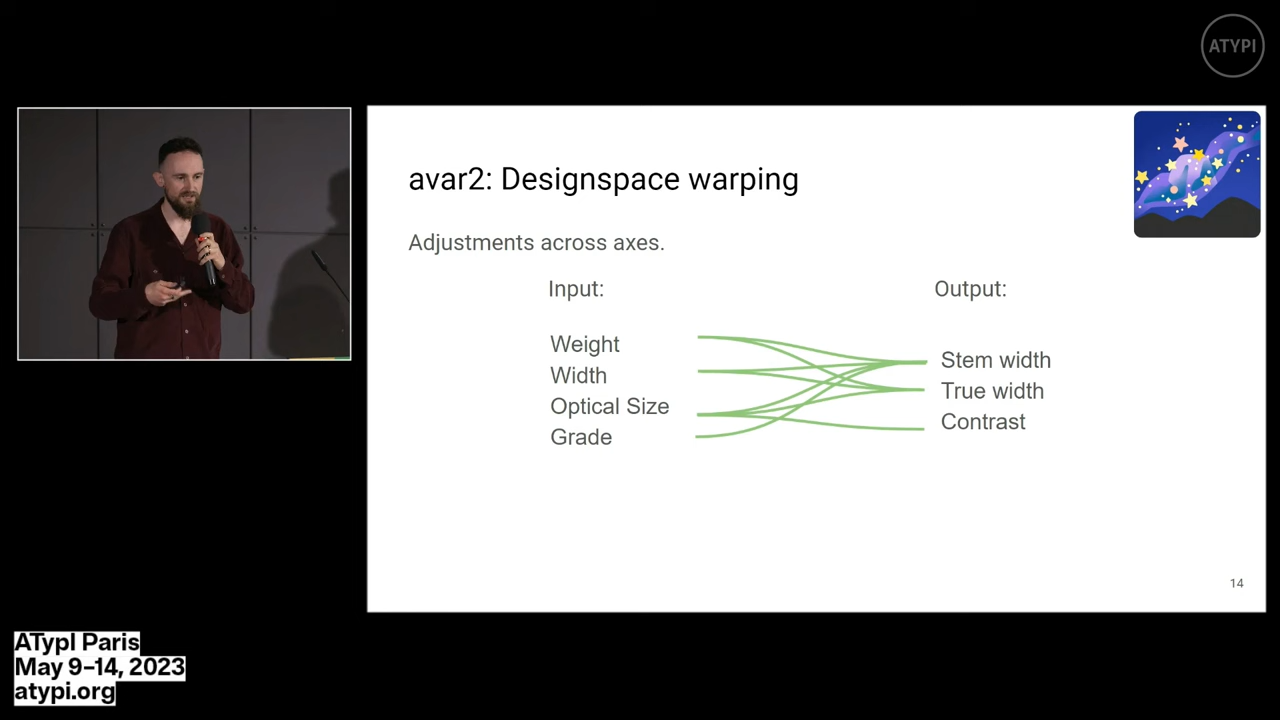 ATYPI
avar2: Designspace warping
Adjustments across axes.
Input:
Output:
Weight
Width
Optical Size
Grade
Stem width
True width
Contrast
14
ATypI Paris
May 9–14, 2023
atypi.org